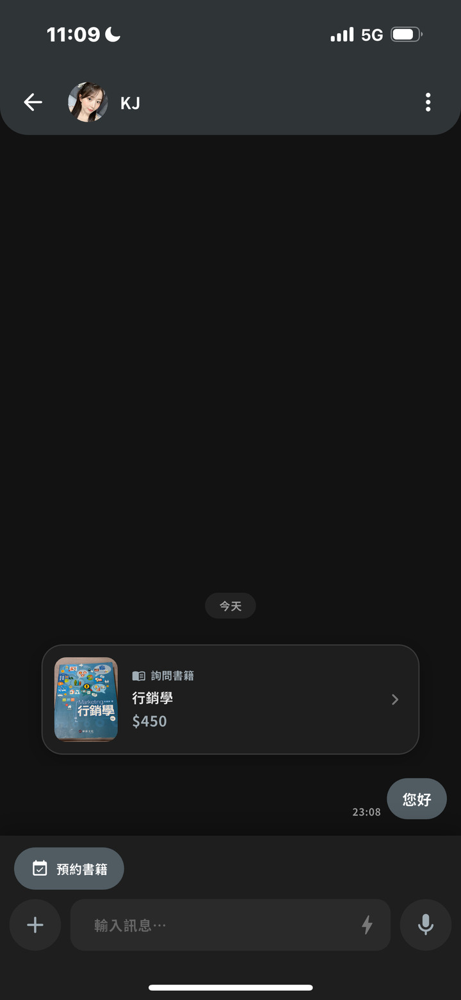 11:09
5G
KJ
今天
詢問書籍
行銷學
$450
Marketing
行銷學
您好
23:08
預約書籍
輸入訊息…